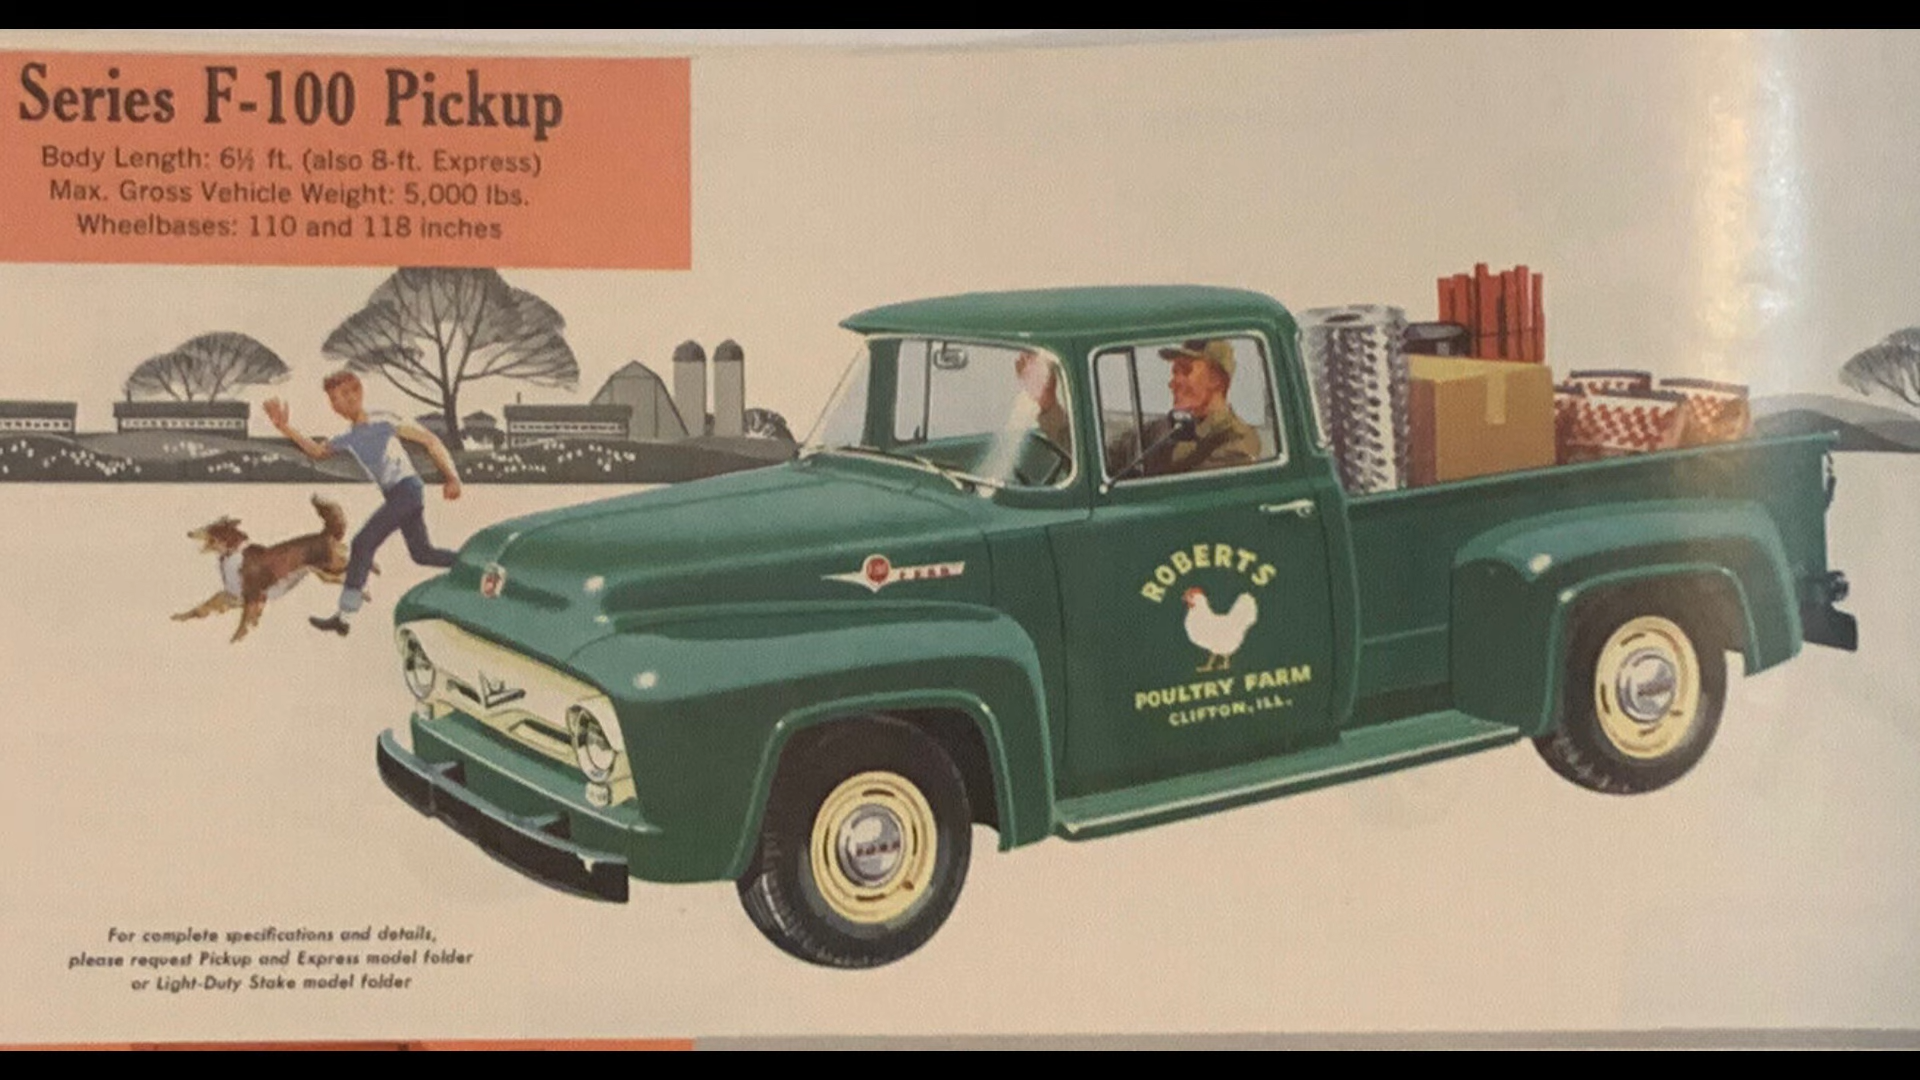 Series F-100 Pickup
Body Length: 6½ ft. (also 8-ft. Express)
Max. Gross Vehicle Weight: 5,000 lbs.
Wheelbases: 110 and 118 inches
ROBERTS
POULTRY FARM
CLIFTON, ILL.
FORD
For complete specifications and details,
please request Pickup and Express model folder
or Light-Duty Stake model folder